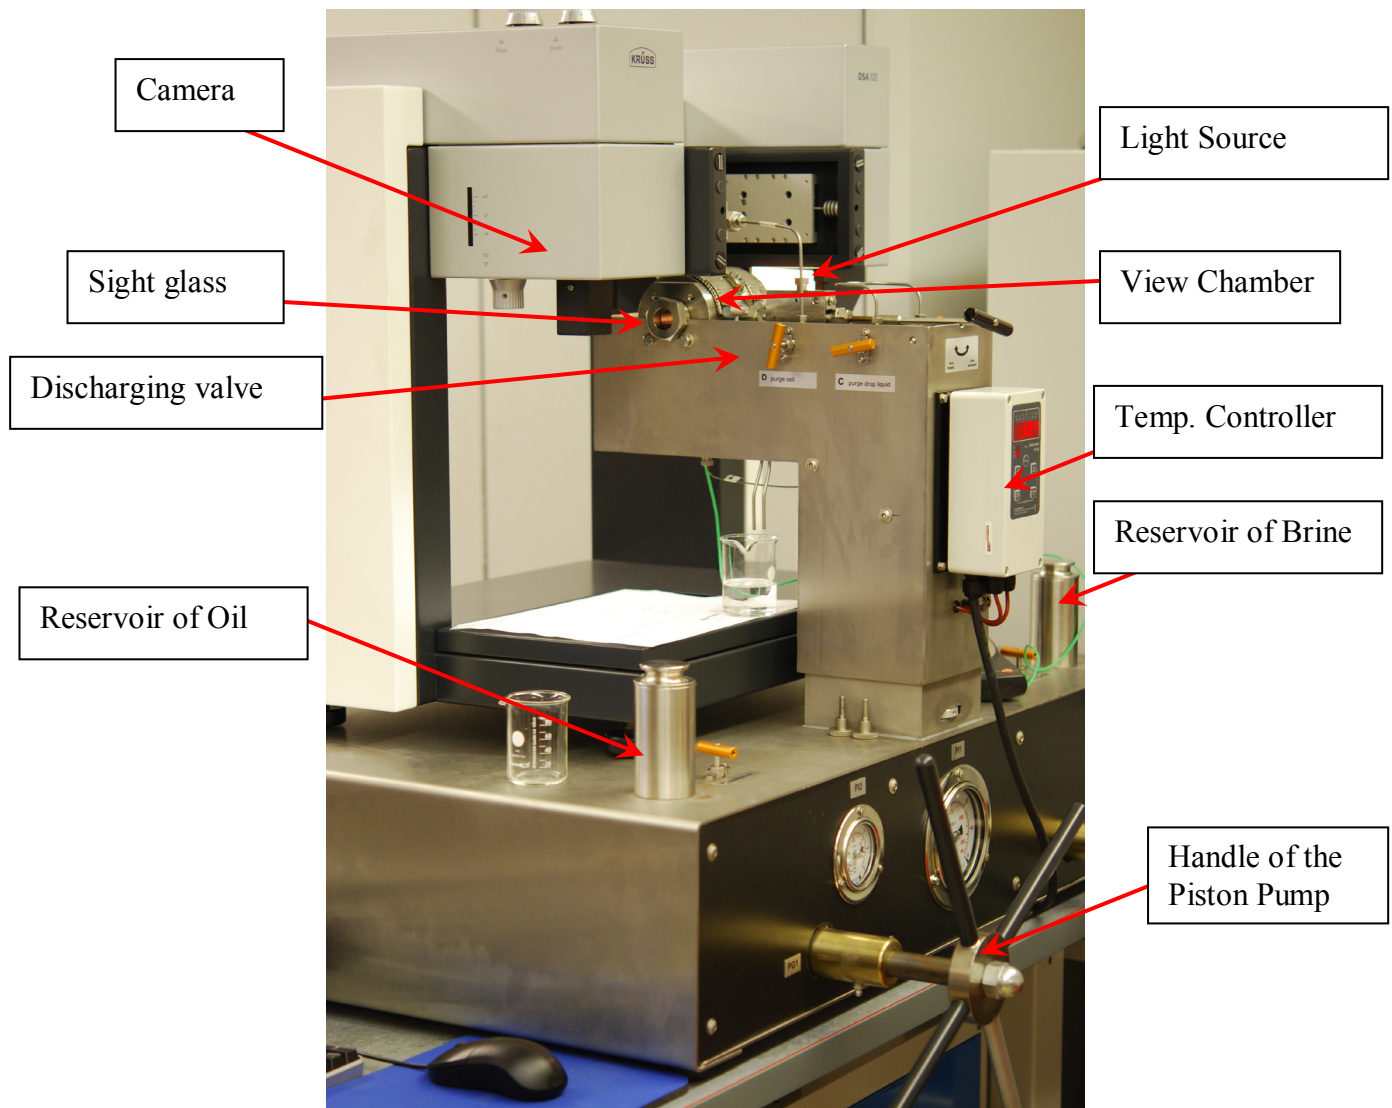 Camera
Sight glass
Discharging valve
Reservoir of Oil
KRÜSS
DSA100
D purge cell
C purge drop liquid
PI2
PI1
PG1
Light Source
View Chamber
Temp. Controller
Reservoir of Brine
Handle of the
Piston Pump